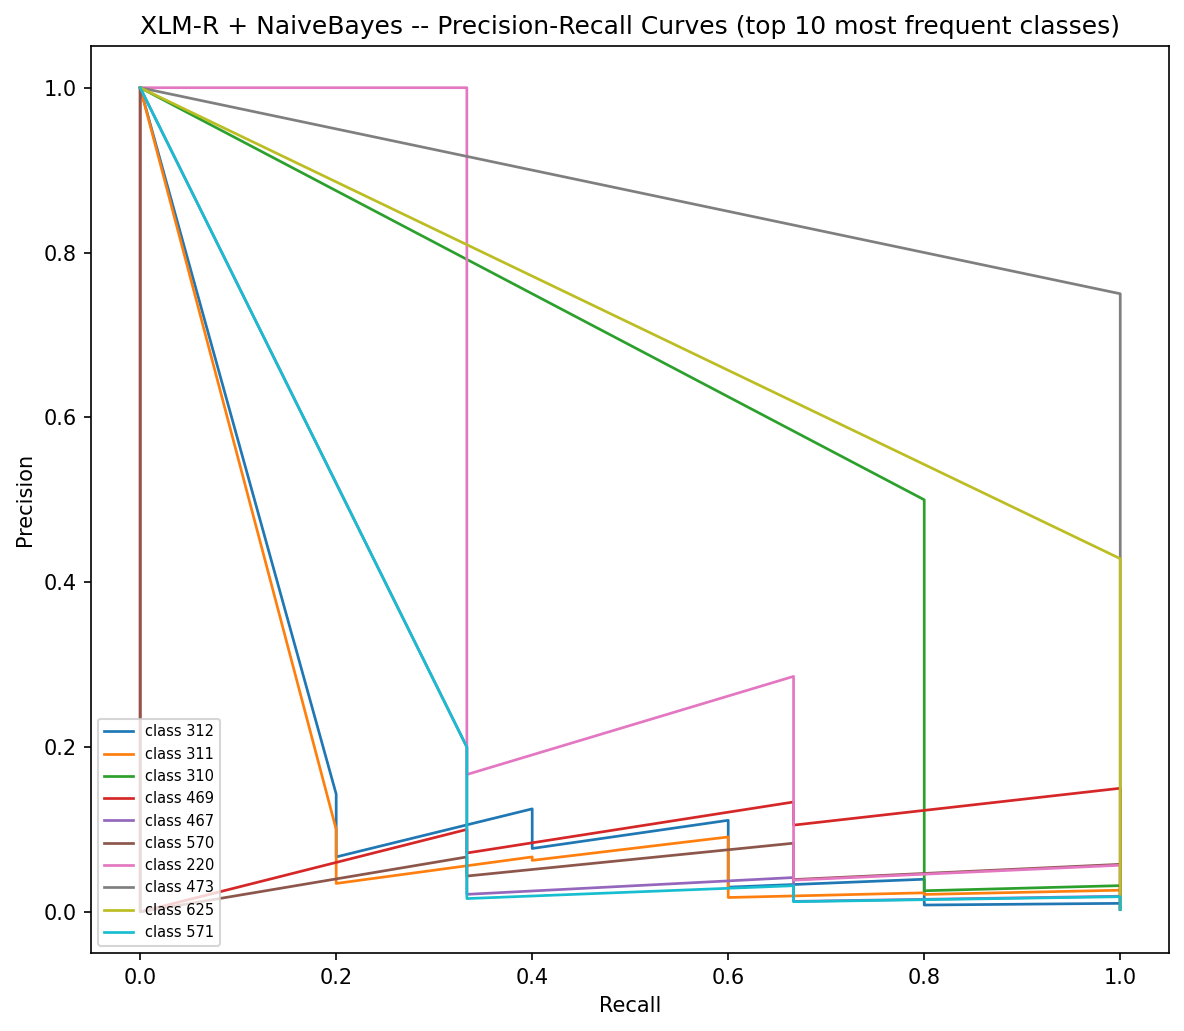 XLM-R + NaiveBayes -- Precision-Recall Curves (top 10 most frequent classes)
Precision
1.0
0.8
0.6
0.4
0.2
0.0
class 312
class 311
class 310
class 469
class 467
class 570
class 220
class 473
class 625
class 571
0.0 0.2 0.4 0.6 0.8 1.0
Recall